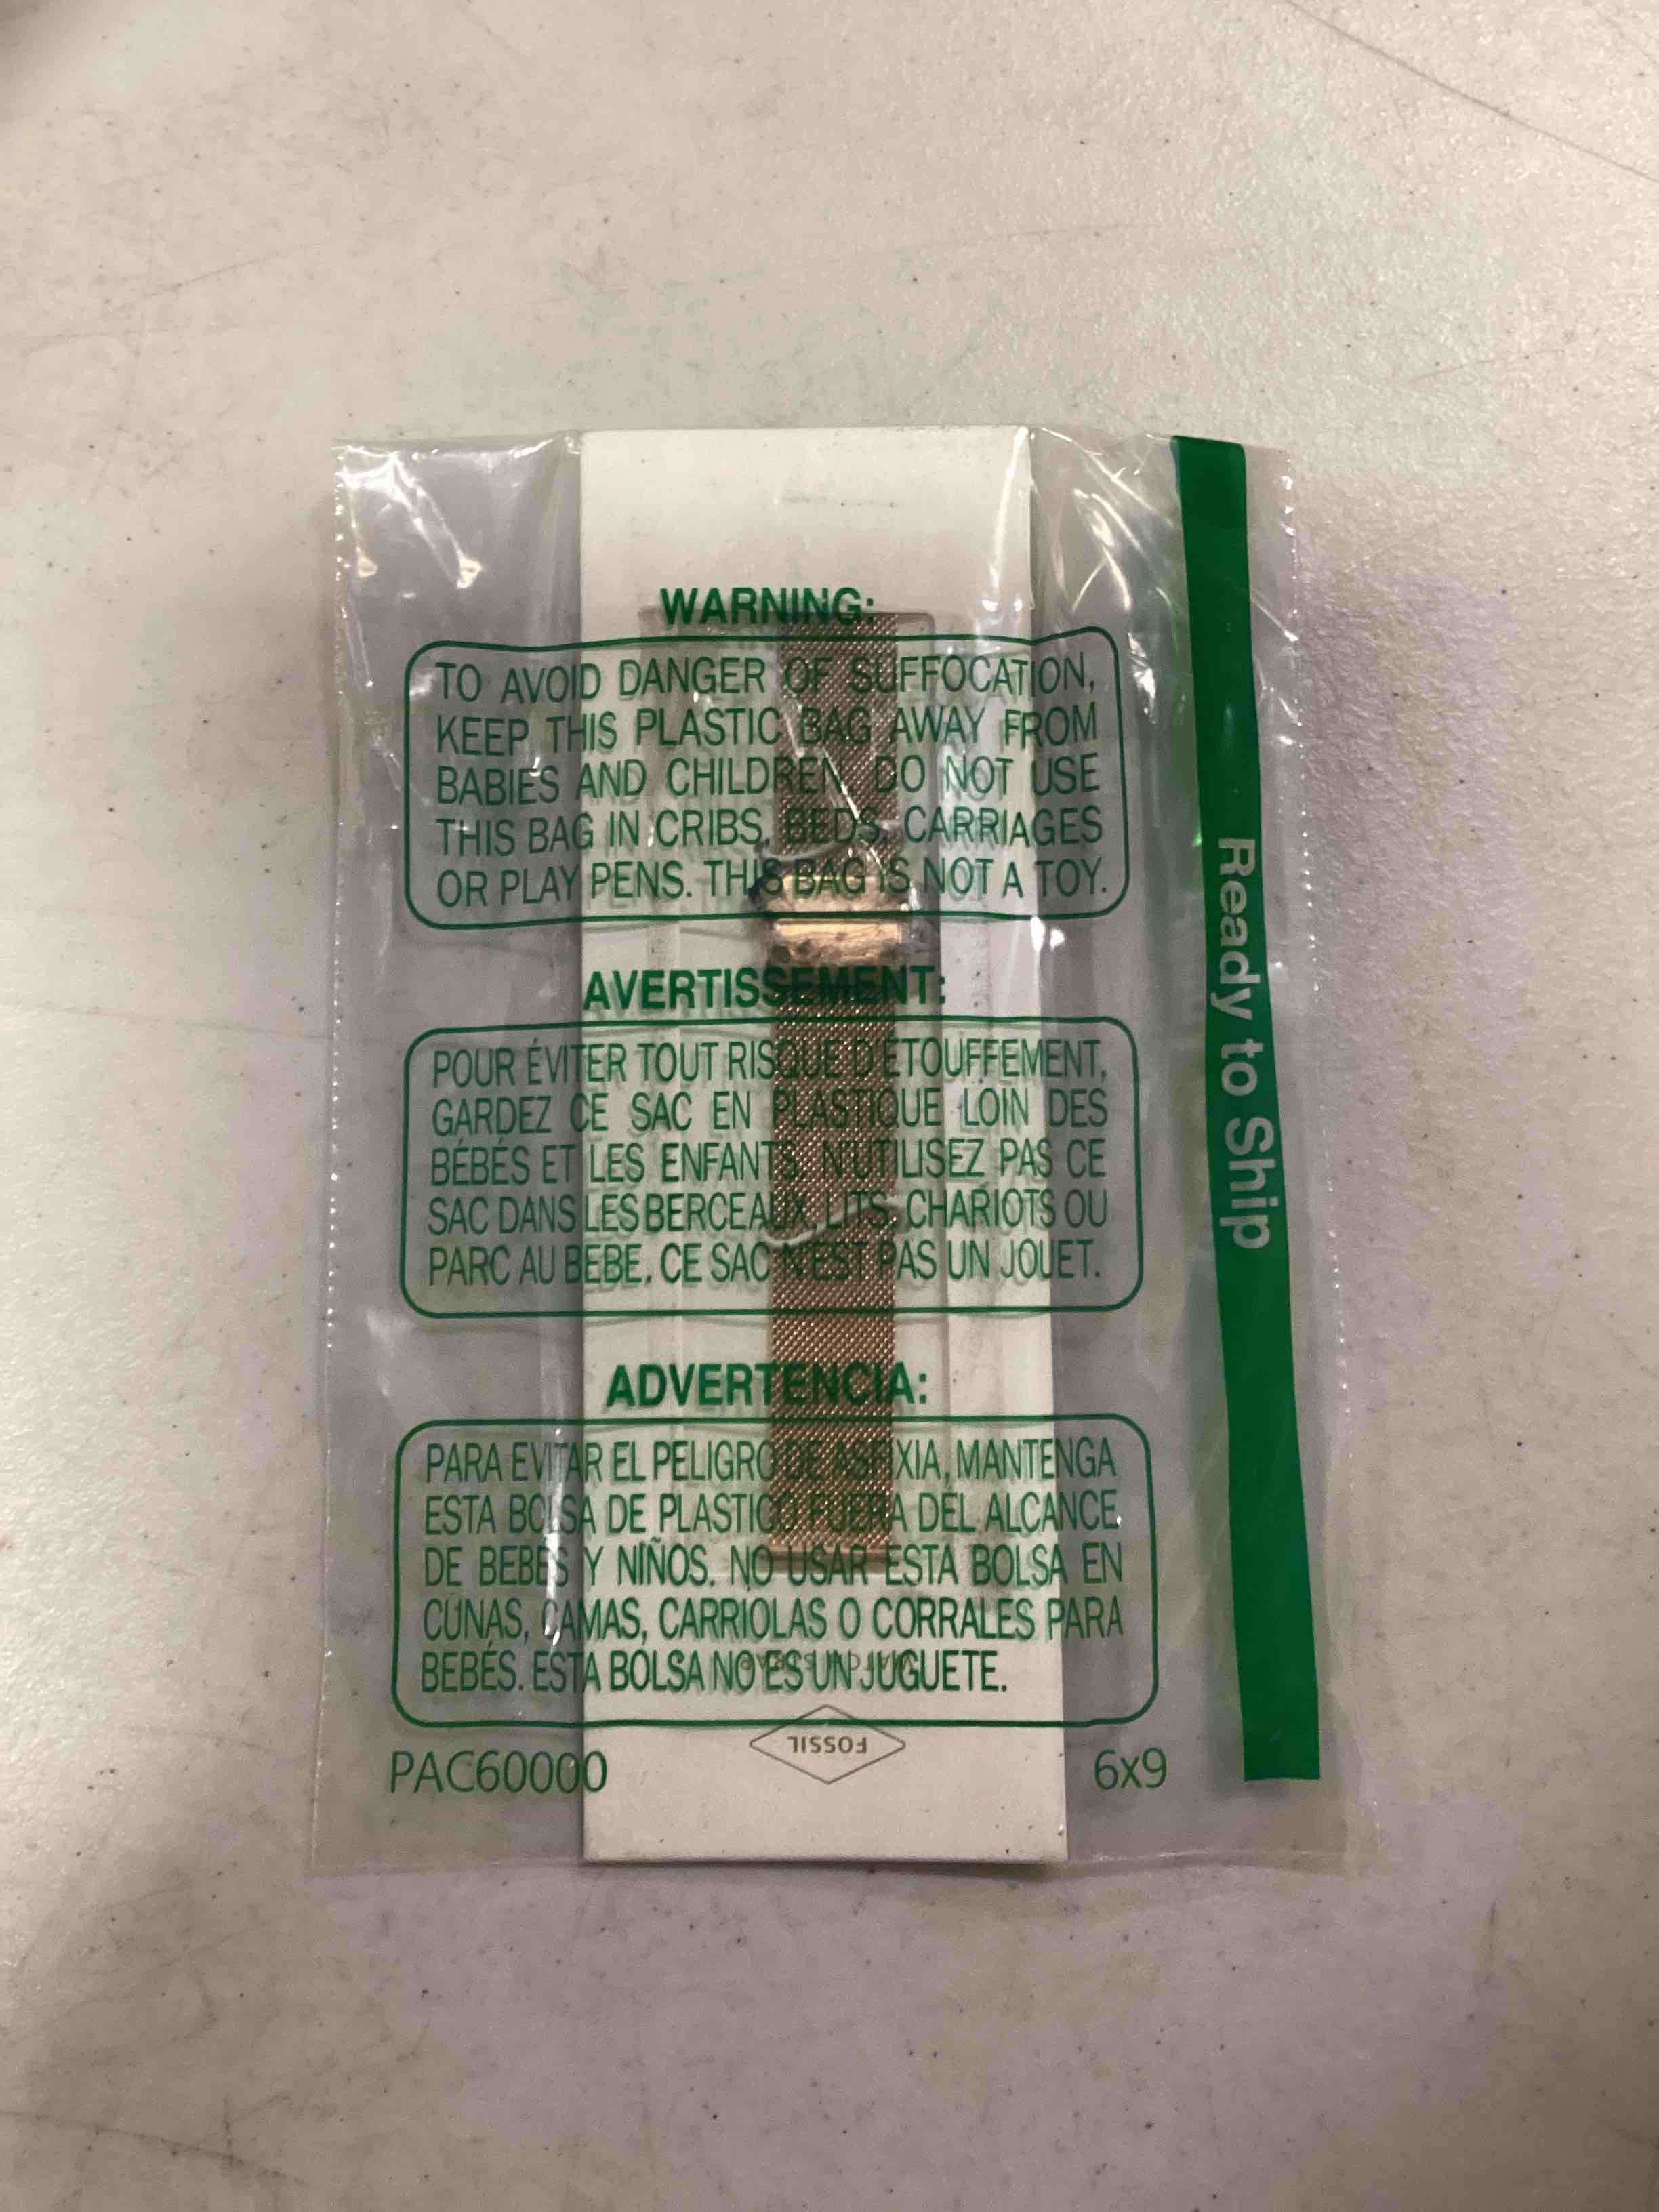 WARNING:
TO AVOID DANGER OF SUFFOCATION,
KEEP THIS PLASTIC BAG AWAY FROM
BABIES AND CHILDREN. DO NOT USE
THIS BAG IN CRIBS, BEDS, CARRIAGES
OR PLAY PENS. THIS BAG IS NOT A TOY.
AVERTISSEMENT:
POUR ÉVITER TOUT RISQUE D'ETOUFFEMENT,
GARDEZ CE SAC EN PLASTIQUE LOIN DES
BÉBÉS ET LES ENFANTS. N'UTILISEZ PAS CE
SAC DANS LES BERCEAUX, LITS, CHARIOTS OU
PARC AU BEBE. CE SAC N'EST PAS UN JOUET.
ADVERTENCIA:
PARA EVITAR EL PELIGRO DE ASFIXIA, MANTENGA
ESTA BOLSA DE PLASTICO FUERA DEL ALCANCE
DE BEBES Y NIÑOS. NO USAR ESTA BOLSA EN
CUNAS, CAMAS, CARRIOLAS O CORRALES PARA
BEBÉS. ESTA BOLSA NO ES UN JUGUETE.
FOSSIL
PAC60000
6x9
Ready to Ship